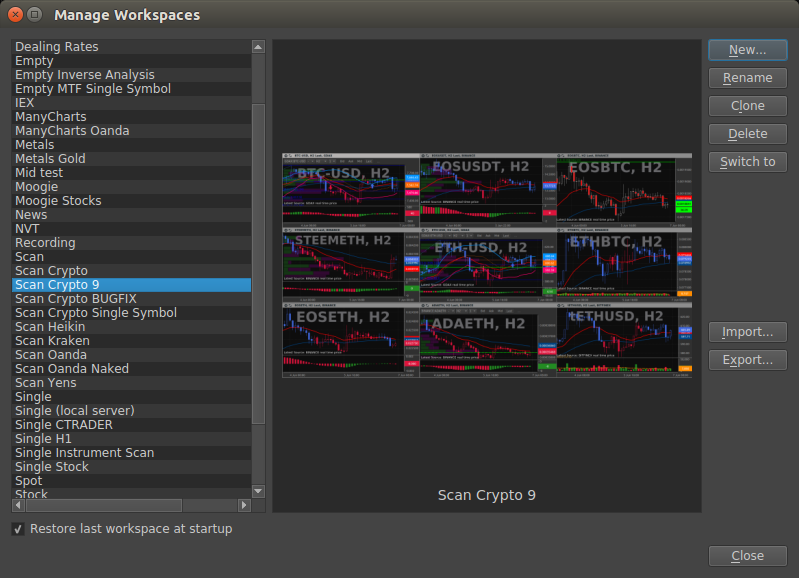 Manage Workspaces
Dealing Rates
Empty
Empty Inverse Analysis
Empty MTF Single Symbol
IEX
ManyCharts
ManyCharts Oanda
Metals
Metals Gold
Mid test
Moogie
Moogie Stocks
News
NVT
Recording
Scan
Scan Crypto
Scan Crypto 9
Scan Crypto BUGFIX
Scan Crypto Single Symbol
Scan Heikin
Scan Kraken
Scan Oanda
Scan Oanda Naked
Scan Yens
Single
Single (local server)
Single CTRADER
Single H1
Single Instrument Scan
Single Stock
Spot
Stock
Restore last workspace at startup
BTC-USD, H2
EOSUSDT, H2
EOSBTC, H2
STEEMETH, H2
ETH-USD, H2
ETHBTC, H2
EOSETH, H2
ADAETH, H2
tETHUSD, H2
Scan Crypto 9
New...
Rename
Clone
Delete
Switch to
Import...
Export...
Close